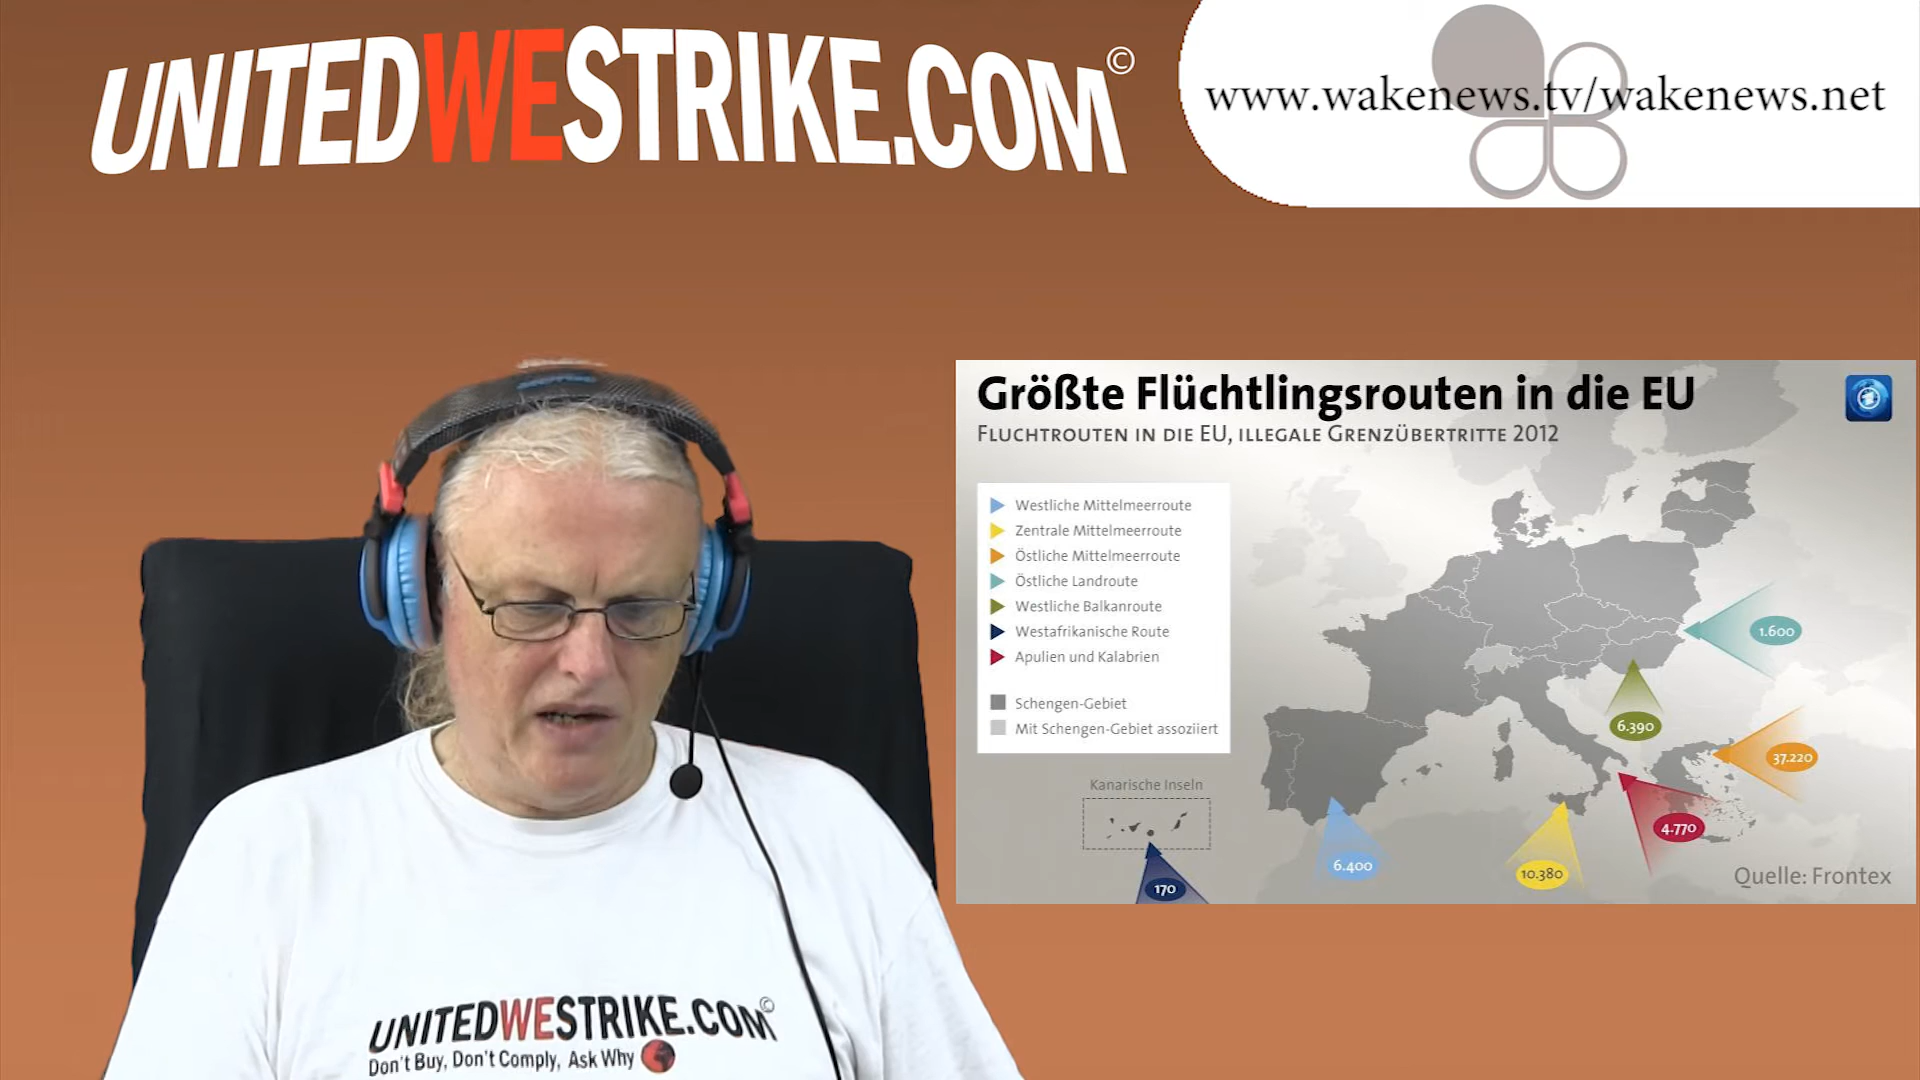 UNITEDWESTRIKE.COM©
www.wakenews.tv/wakenews.net
Größte Flüchtlingsrouten in die EU
FLUCHTROUTEN IN DIE EU, ILLEGALE GRENZÜBERTRITTE 2012
Westliche Mittelmeerroute
Zentrale Mittelmeerroute
Östliche Mittelmeerroute
Östliche Landroute
Westliche Balkanroute
Westafrikanische Route
Apulien und Kalabrien
Schengen-Gebiet
Mit Schengen-Gebiet assoziiert
Kanarische Inseln
1.600
6.390
37.220
4.770
6.400
10.380
170
Quelle: Frontex
UNITEDWESTRIKE.COM©
Don't Buy, Don't Comply, Ask Why